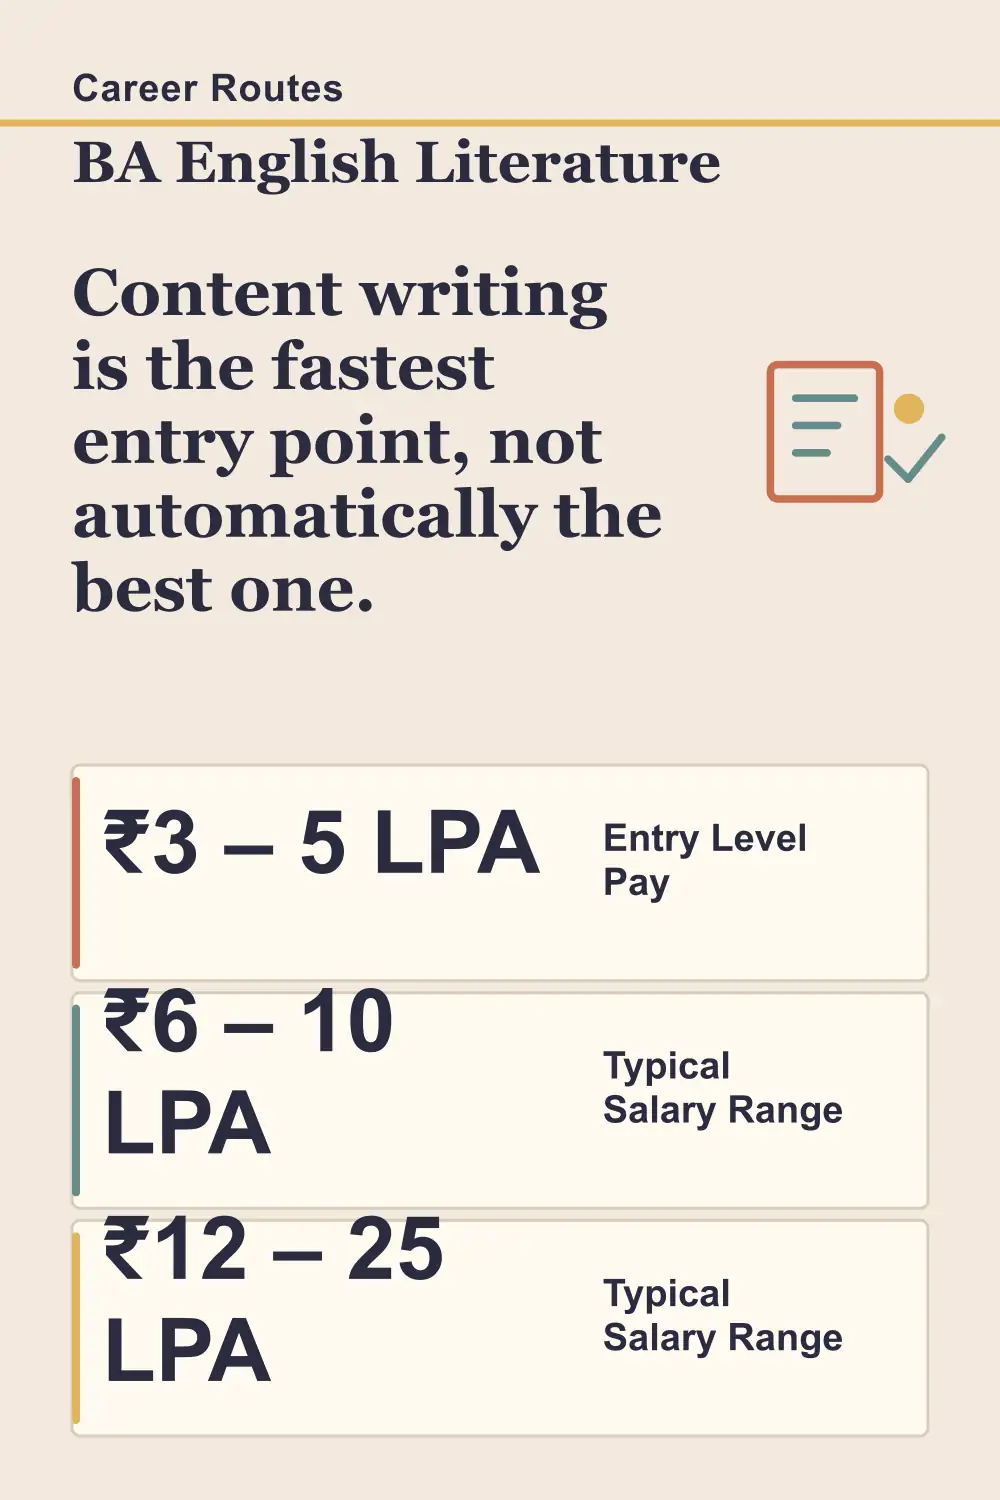 Career Routes
BA English Literature
Content writing
is the fastest
entry point, not
automatically the
best one.
₹3 – 5 LPA
Entry Level
Pay
₹6 – 10
LPA
Typical
Salary Range
₹12 – 25
LPA
Typical
Salary Range